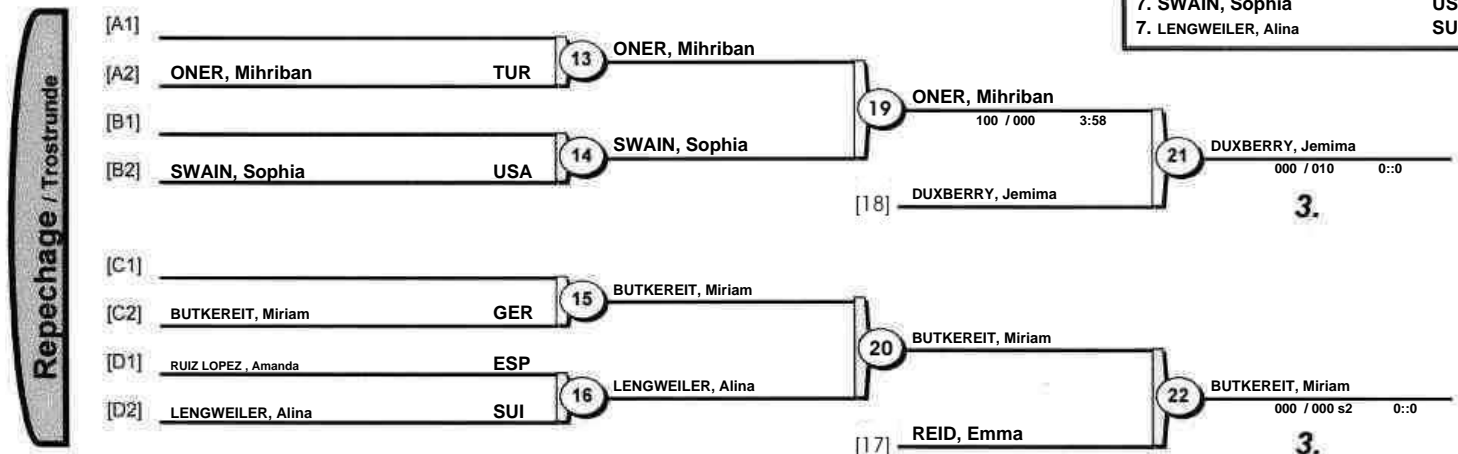 7. SWAIN, Sophia US
7. LENGWEILER, Alina SU
Repechage / Trostrunde
[A1]
[A2] ONER, Mihriban TUR
13 ONER, Mihriban
[B1]
[B2] SWAIN, Sophia USA
14 SWAIN, Sophia
19 ONER, Mihriban
100 / 000 3:58
[18] DUXBERRY, Jemima
21 DUXBERRY, Jemima
000 / 010 0::0
3.
[C1]
[C2] BUTKEREIT, Miriam GER
15 BUTKEREIT, Miriam
[D1] RUIZ LOPEZ , Amanda ESP
[D2] LENGWEILER, Alina SUI
16 LENGWEILER, Alina
20 BUTKEREIT, Miriam
[17] REID, Emma
22 BUTKEREIT, Miriam
000 / 000 s2 0::0
3.